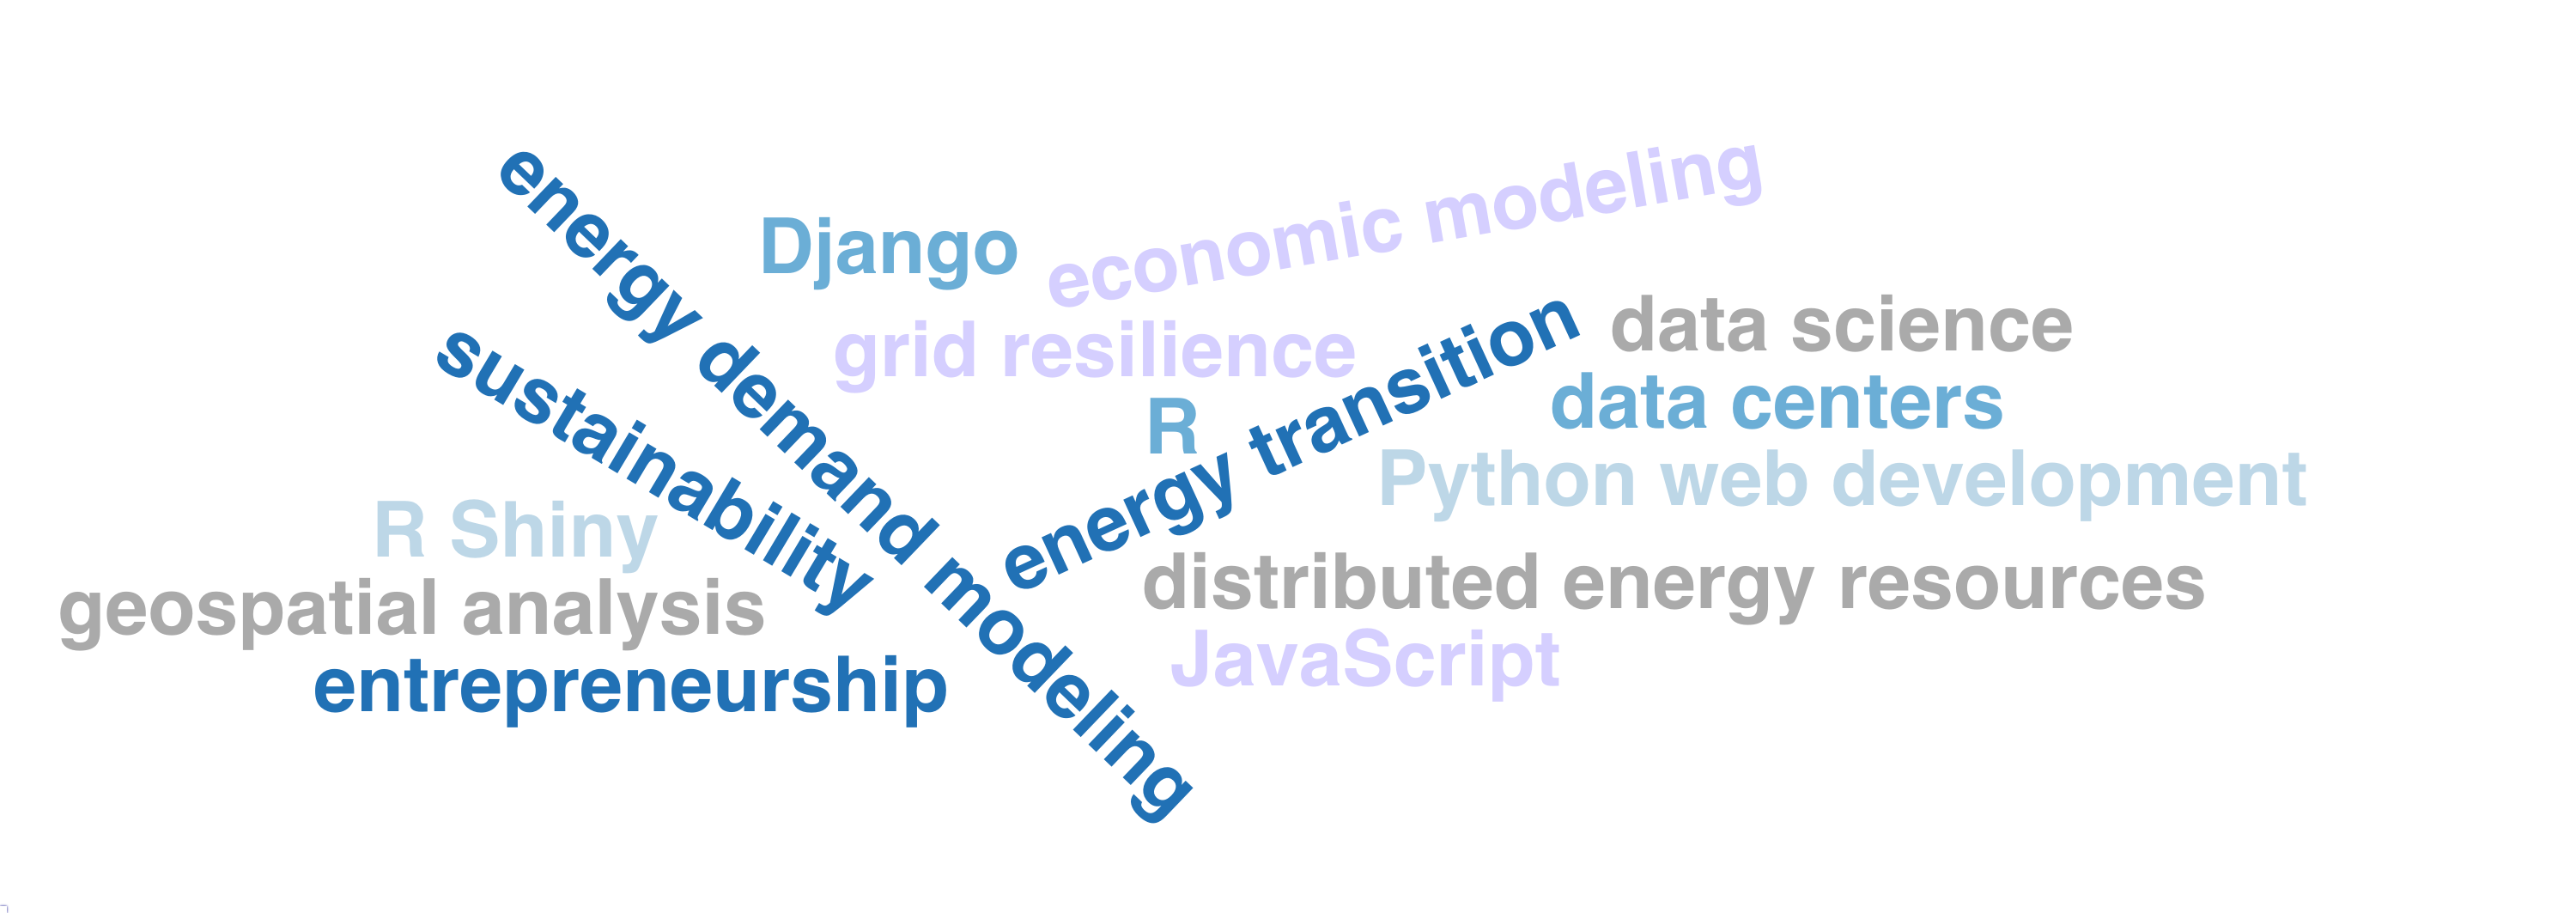 energy demand modeling
Django
economic modeling
grid resilience
data science
sustainability
R
energy transition
data centers
Python web development
R Shiny
geospatial analysis
distributed energy resources
entrepreneurship
JavaScript